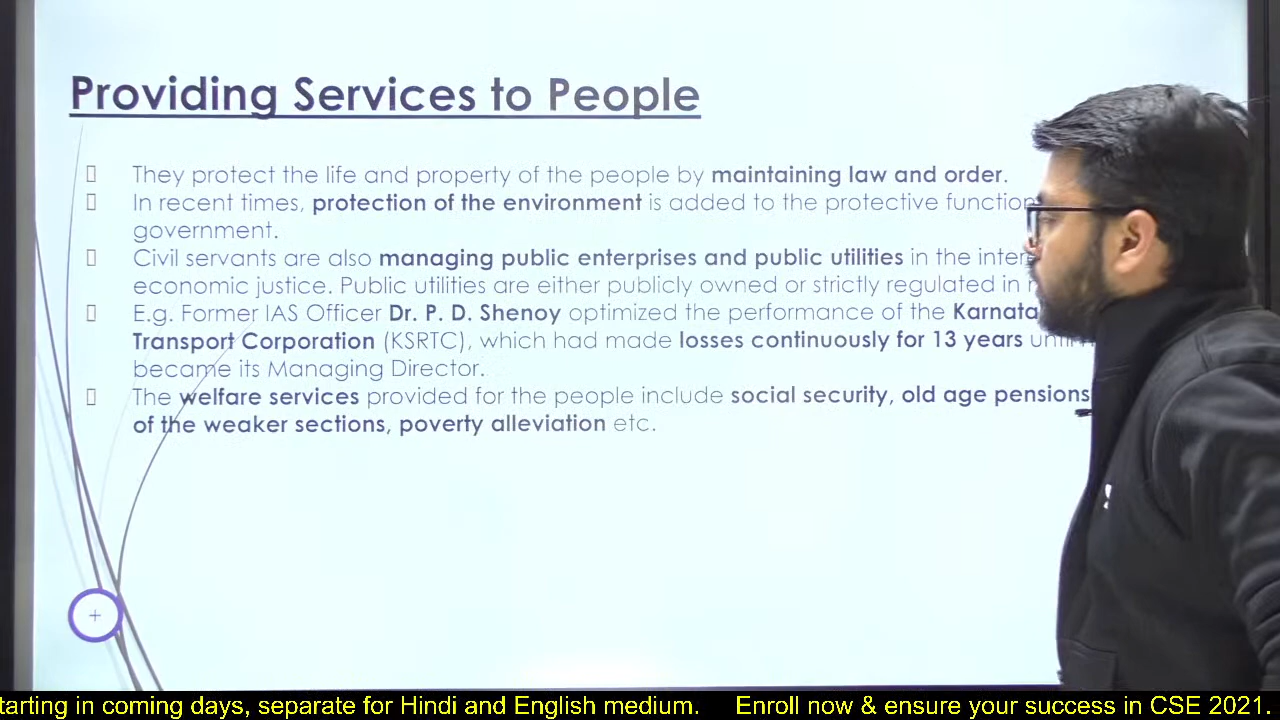 Providing Services to People
They protect the life and property of the people by maintaining law and order.
In recent times, protection of the environment is added to the protective function
government.
Civil servants are also managing public enterprises and public utilities in the
economic justice. Public utilities are either publicly owned or strictly regulated in
E.g. Former IAS Officer Dr. P. D. Shenoy optimized the performance of the
Transport Corporation (KSRTC), which had made losses continuously for 13 years
became its Managing Director.
The welfare services provided for the people include social security, old age pensions
of the weaker sections, poverty alleviation etc.
+
tarting in coming days, separate for Hindi and English medium. Enroll now & ensure your success in CSE 2021.